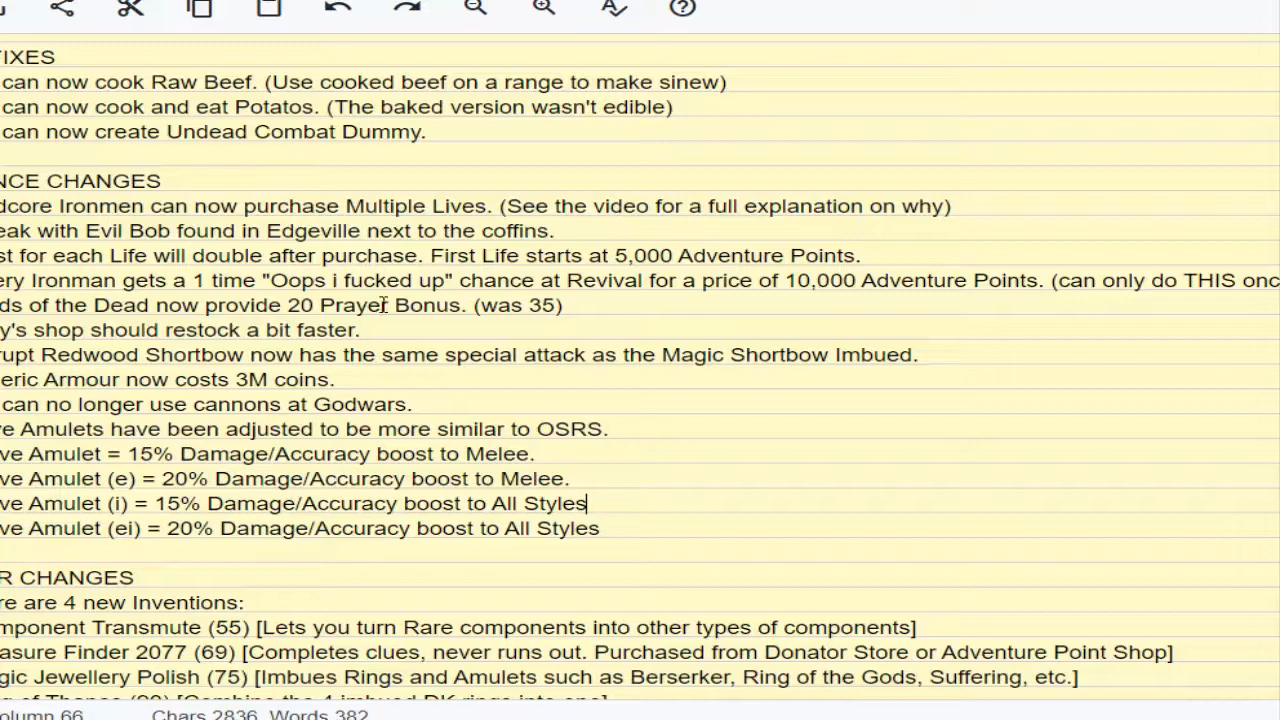 IXES
can now cook Raw Beef. (Use cooked beef on a range to make sinew)
can now cook and eat Potatos. (The baked version wasn't edible)
can now create Undead Combat Dummy.
NCE CHANGES
dcore Ironmen can now purchase Multiple Lives. (See the video for a full explanation on why)
eak with Evil Bob found in Edgeville next to the coffins.
st for each Life will double after purchase. First Life starts at 5,000 Adventure Points.
ery Ironman gets a 1 time "Oops i fucked up" chance at Revival for a price of 10,000 Adventure Points. (can only do THIS onc
ds of the Dead now provide 20 Prayer Bonus. (was 35)
y's shop should restock a bit faster.
rupt Redwood Shortbow now has the same special attack as the Magic Shortbow Imbued.
eric Armour now costs 3M coins.
can no longer use cannons at Godwars.
ve Amulets have been adjusted to be more similar to OSRS.
ve Amulet = 15% Damage/Accuracy boost to Melee.
ve Amulet (e) = 20% Damage/Accuracy boost to Melee.
ve Amulet (i) = 15% Damage/Accuracy boost to All Styles
ve Amulet (ei) = 20% Damage/Accuracy boost to All Styles
R CHANGES
re are 4 new Inventions:
mponent Transmute (55) [Lets you turn Rare components into other types of components]
asure Finder 2077 (69) [Completes clues, never runs out. Purchased from Donator Store or Adventure Point Shop]
gic Jewellery Polish (75) [Imbues Rings and Amulets such as Berserker, Ring of the Gods, Suffering, etc.]
olumn 66 Chars 2836 Words 382